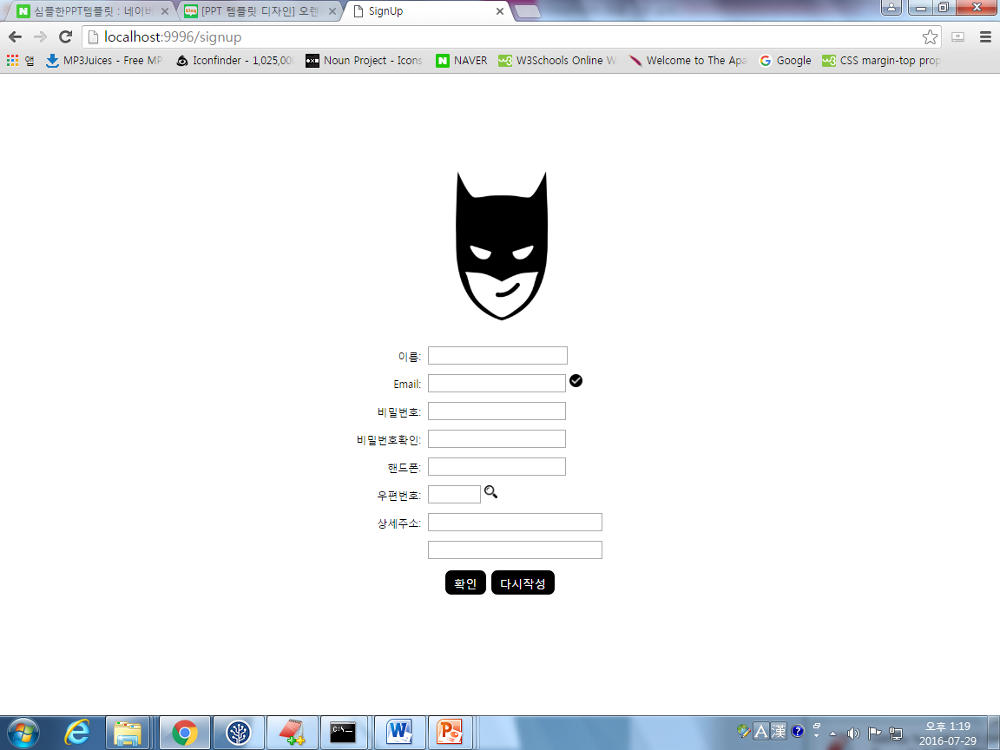 심플한PPT템플릿 : 네이버
[PPT 템플릿 디자인] 오렌
SignUp
localhost:9996/signup
앱
MP3Juices - Free MP
Iconfinder - 1,025,00
Noun Project - Icons
NAVER
W3Schools Online W
Welcome to The Apa
Google
CSS margin-top prop
이름:
Email:
비밀번호:
비밀번호확인:
핸드폰:
우편번호:
상세주소:
확인 다시작성
A 漢
오후 1:19
2016-07-29